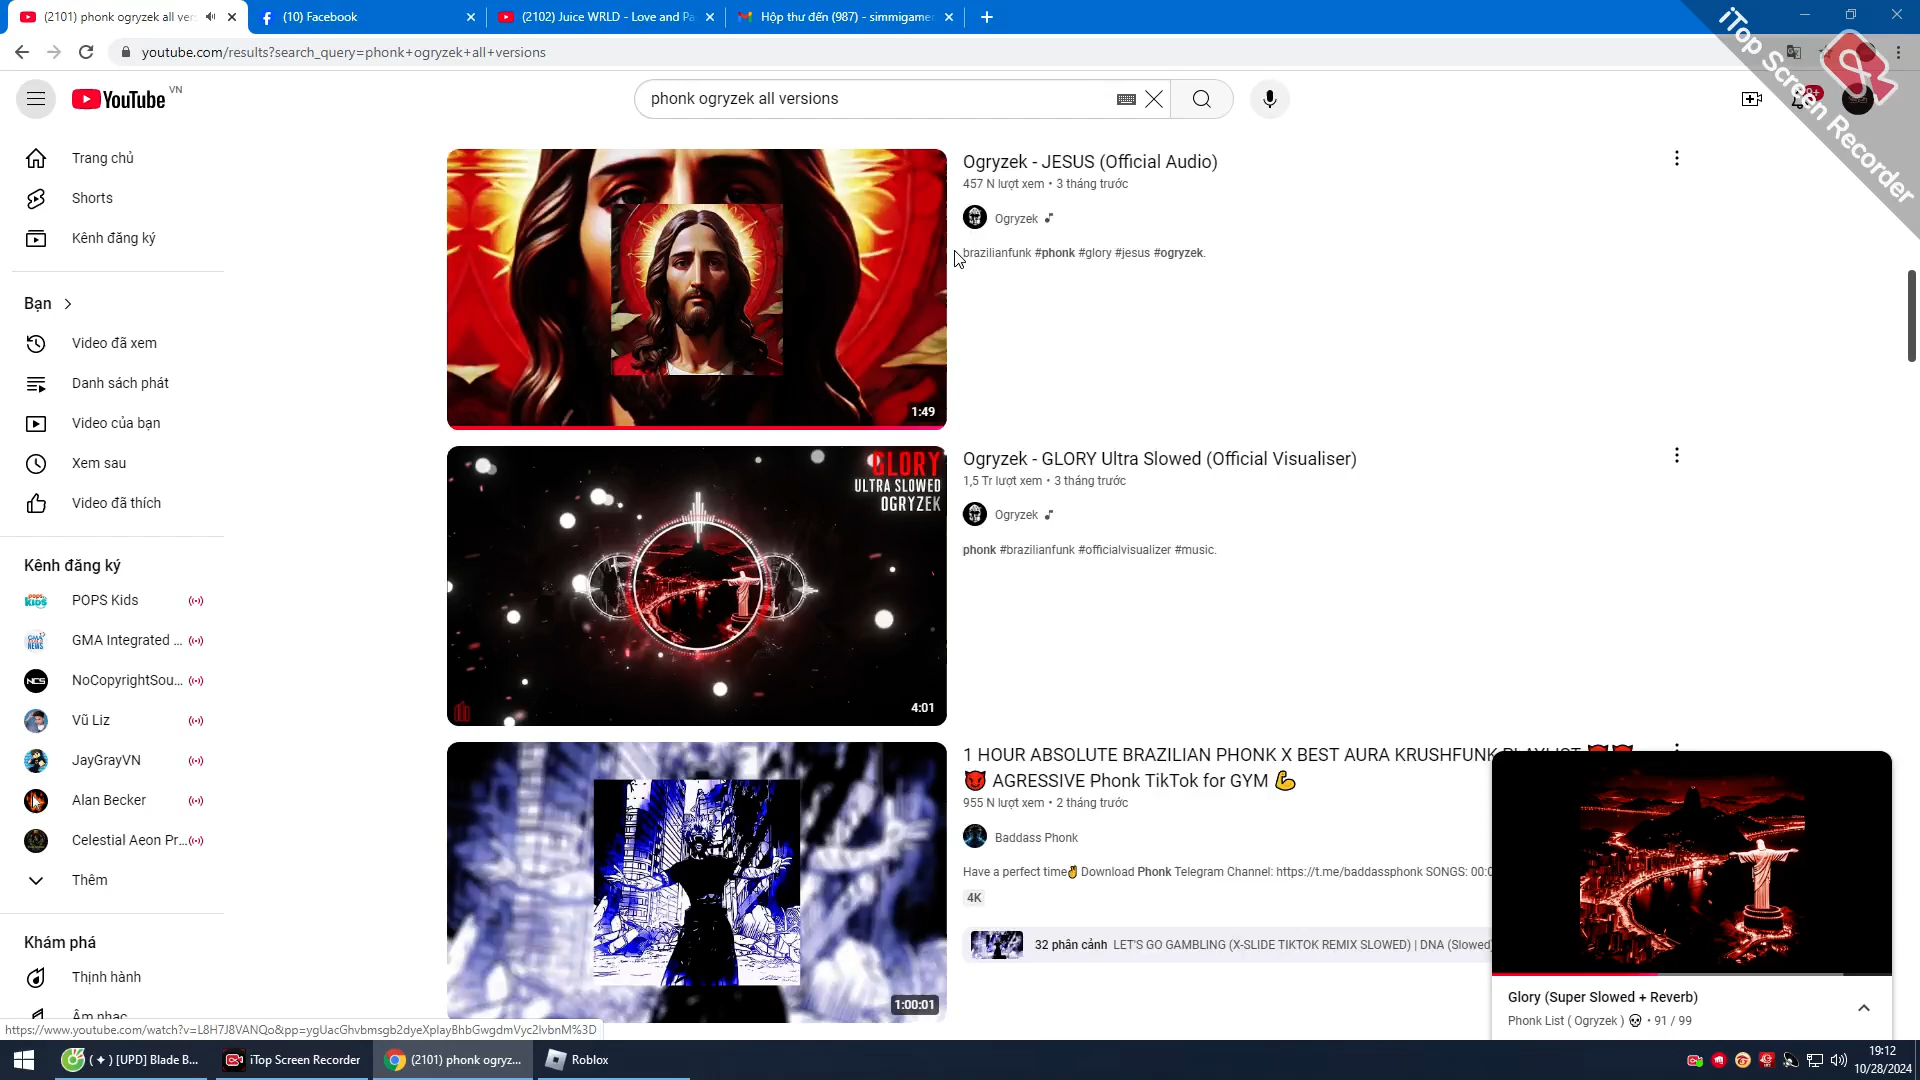 (2101) phonk ogryzek all ver
(10) Facebook
(2102) Juice WRLD - Love and Pa
Hộp thư đến (987) - simmigamer
youtube.com/results?search_query=phonk+ogryzek+all+versions
iTop Screen Recorder
YouTube VN
phonk ogryzek all versions
Trang chủ
Shorts
Kênh đăng ký
Bạn
Video đã xem
Danh sách phát
Video của bạn
Xem sau
Video đã thích
Kênh đăng ký
POPS Kids
GMA Integrated ...
NoCopyrightSou...
Vũ Liz
JayGrayVN
Alan Becker
Celestial Aeon Pr...
Thêm
Khám phá
Thịnh hành
Âm nhạc
Ogryzek - JESUS (Official Audio)
457 N lượt xem • 3 tháng trước
Ogryzek
brazilianfunk #phonk #glory #jesus #ogryzek.
1:49
GLORY
ULTRA SLOWED
OGRYZEK
4:01
Ogryzek - GLORY Ultra Slowed (Official Visualiser)
1,5 Tr lượt xem • 3 tháng trước
Ogryzek
phonk #brazilianfunk #officialvisualizer #music.
1:00:01
1 HOUR ABSOLUTE BRAZILIAN PHONK X BEST AURA KRUSHFUNK PLAYLIST 😈😈
😈 AGRESSIVE Phonk TikTok for GYM 💪
955 N lượt xem • 2 tháng trước
Baddass Phonk
Have a perfect time✌ Download Phonk Telegram Channel: https://t.me/baddassphonk SONGS: 00:0
4K
32 phân cảnh LET'S GO GAMBLING (X-SLIDE TIKTOK REMIX SLOWED) | DNA (Slowed)
Glory (Super Slowed + Reverb)
Phonk List ( Ogryzek ) 💀 • 91 / 99
https://www.youtube.com/watch?v=L8H7J8VANQo&pp=ygUacGhvbmsgb2dyeXplayBhbGwgdmVyc2lvbnM%3D
( ✦ ) [UPD] Blade B...
iTop Screen Recorder
(2101) phonk ogryz...
Roblox
19:12
10/28/2024